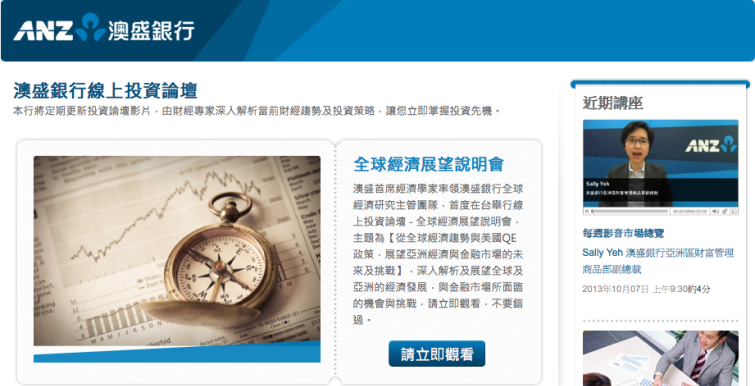 ANZ 澳盛銀行
澳盛銀行線上投資論壇
本行將定期更新投資論壇影片，由財經專家深入解析當前財經趨勢及投資策略，讓您立即掌握投資先機。
全球經濟展望說明會
澳盛首席經濟學家率領澳盛銀行全球
經濟研究主管團隊，首度在台舉行線
上投資論壇 - 全球經濟展望說明會，
主題為【從全球經濟趨勢與美國QE
政策，展望亞洲經濟與金融市場的未
來及挑戰】，深入解析及展望全球及
亞洲的經濟發展，與金融市場所面臨
的機會與挑戰，請立即觀看，不要錯
過。
請立即觀看
MAMJJASON
近期講座
ANZ
Sally Yeh
每週影音市場總覽
Sally Yeh 澳盛銀行亞洲區財富管理
商品部副總裁
2013年10月07日 上午9:30約4分